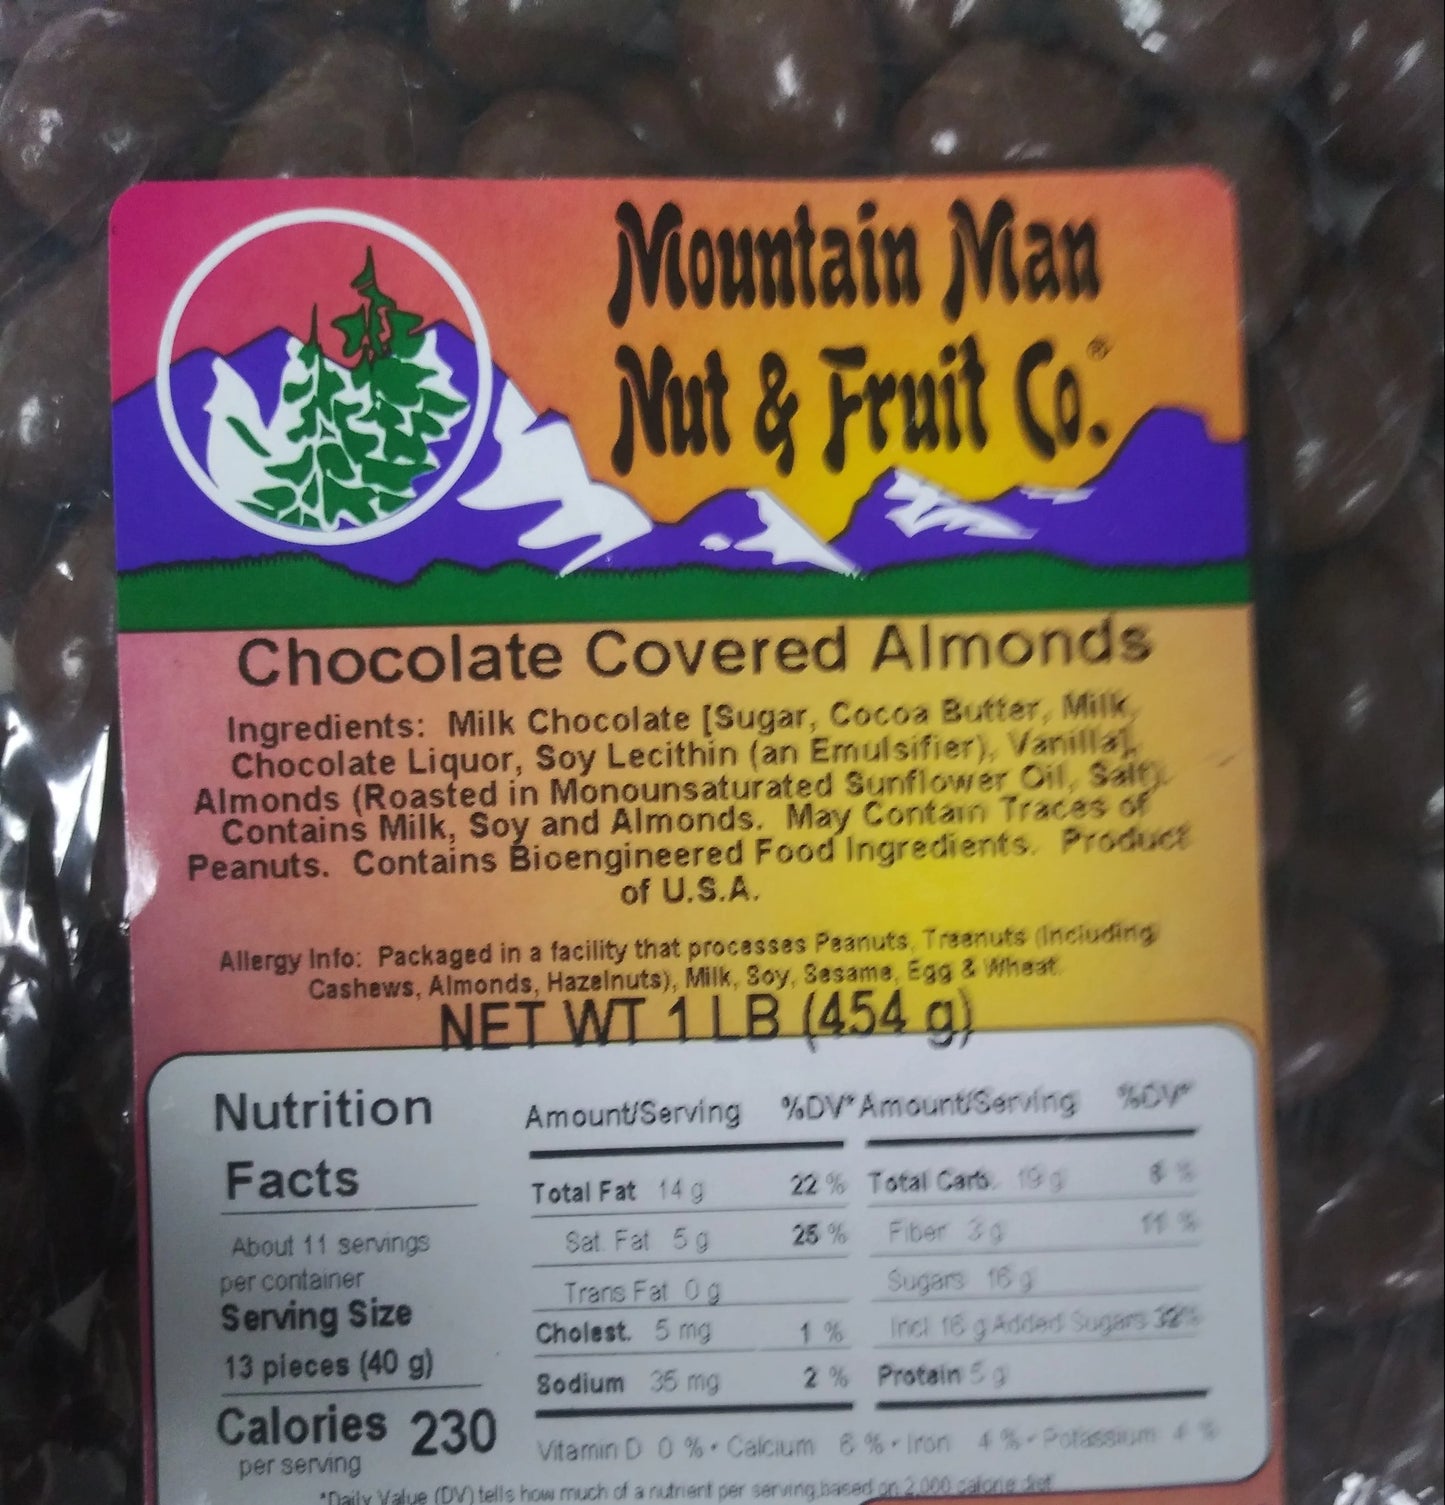 Mountain Man
Nut & Fruit Co.®
Chocolate Covered Almonds
Ingredients: Milk Chocolate [Sugar, Cocoa Butter, Milk,
Chocolate Liquor, Soy Lecithin (an Emulsifier), Vanilla],
Almonds (Roasted in Monounsaturated Sunflower Oil, Salt).
Contains Milk, Soy and Almonds. May Contain Traces of
Peanuts. Contains Bioengineered Food Ingredients. Product
of U.S.A.
Allergy Info: Packaged in a facility that processes Peanuts, Treenuts (Including
Cashews, Almonds, Hazelnuts), Milk, Soy, Sesame, Egg & Wheat.
NET WT 1 LB (454 g)
Nutrition
Facts
About 11 servings
per container
Serving Size
13 pieces (40 g)
Calories 230
per serving
Amount/Serving %DV* Amount/Serving %DV*
Total Fat 14 g 22 % Total Carb. 19 g
Sat. Fat 5 g 25 % Fiber 3 g 11 %
Trans Fat 0 g Sugars 16 g
Cholest. 5 mg 1 % Incl 16 g Added Sugars 32%
Sodium 35 mg 2 % Protein 5 g
Vitamin D 0 % • Calcium 6 % • Iron 4 % • Potassium 4 %
*Daily Value (DV) tells how much of a nutrient per serving based on 2,000 calorie diet